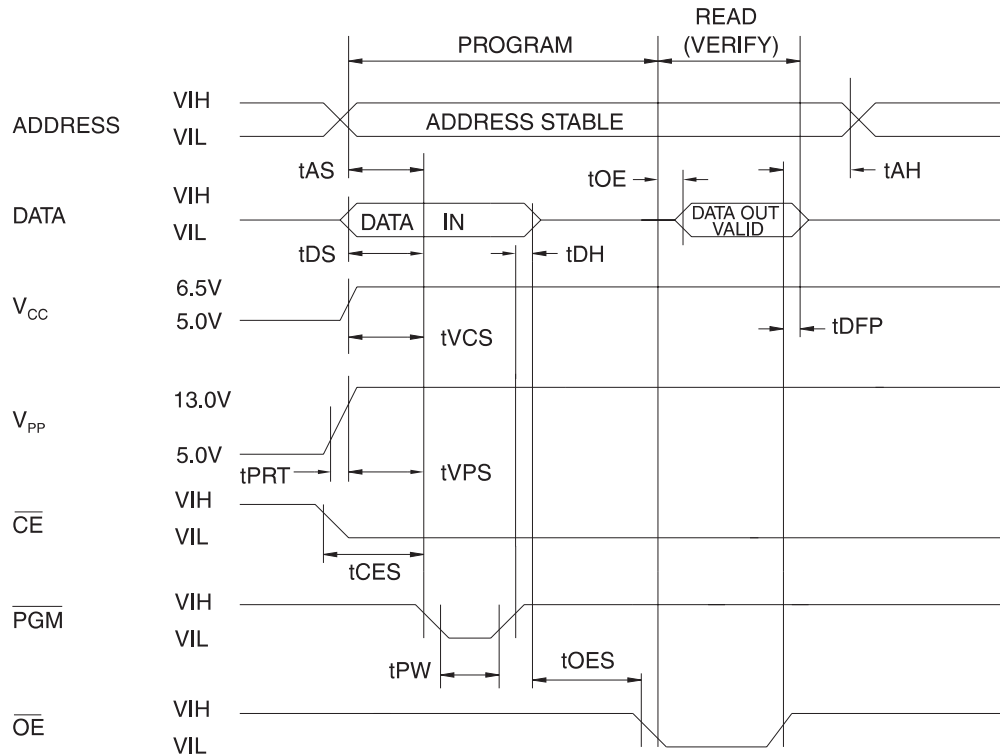 READ
PROGRAM (VERIFY)
VIH
ADDRESS ADDRESS STABLE
VIL
tAS tOE tAH
VIH
DATA DATA IN DATA OUT
VALID
VIL
tDS tDH
6.5V
VCC
5.0V
tVCS tDFP
13.0V
VPP
5.0V
tPRT tVPS
VIH
CE
VIL
tCES
VIH
PGM
VIL
tPW tOES
VIH
OE
VIL